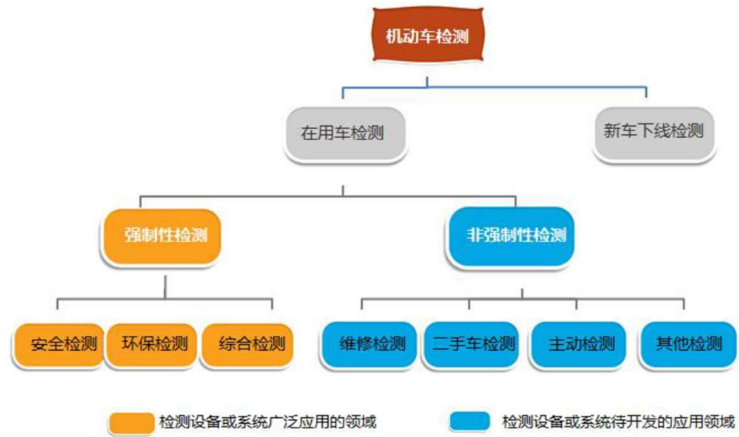 机动车检测
在用车检测
新车下线检测
强制性检测
非强制性检测
安全检测
环保检测
综合检测
维修检测
二手车检测
主动检测
其他检测
检测设备或系统广泛应用的领域
检测设备或系统待开发的应用领域